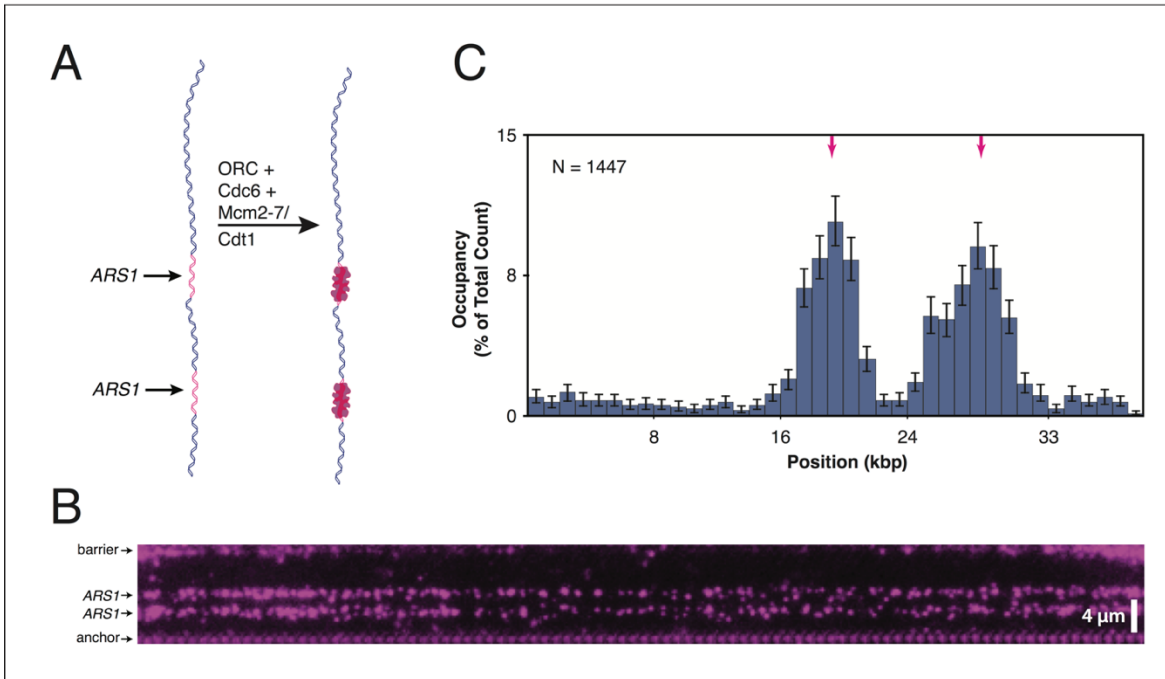 A
ORC +
Cdc6 +
Mcm2-7/
Cdt1
ARS1
ARS1
C
15
8
0
Occupancy
(% of Total Count)
N = 1447
8
16
24
33
Position (kbp)
B
barrier
ARS1
ARS1
anchor
4 µm